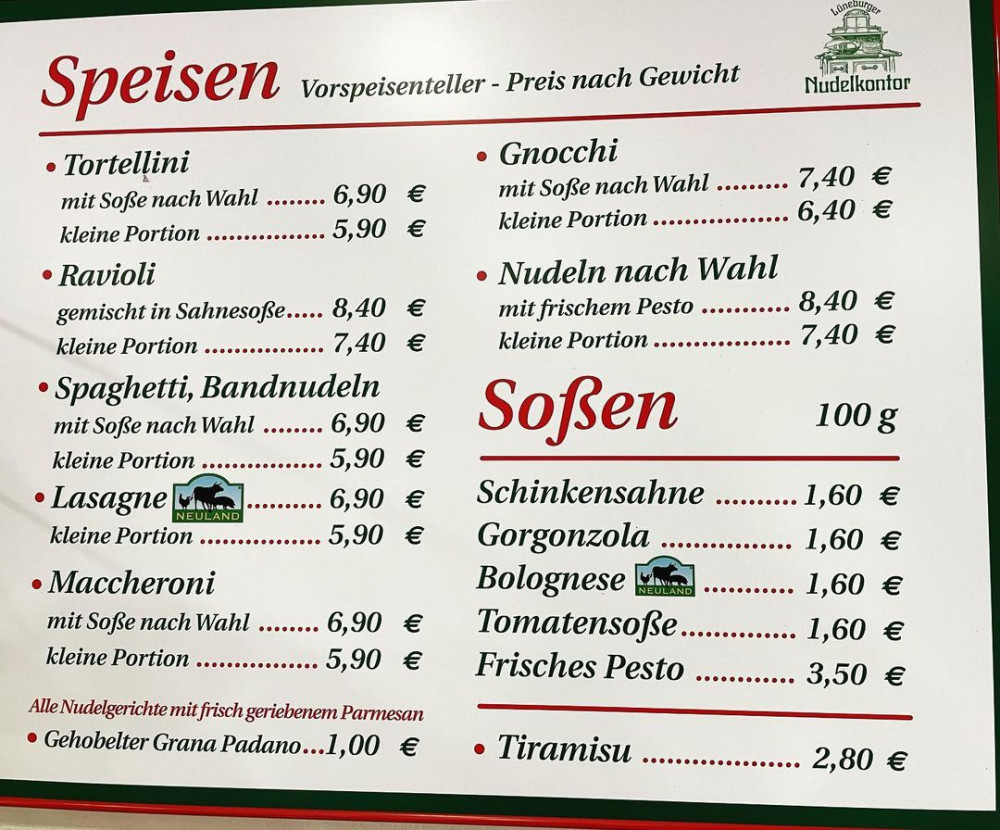 Speisen Vorspeisenteller - Preis nach Gewicht
Lüneburger
Nudelkontor
• Tortellini
mit Soße nach Wahl ........ 6,90 €
kleine Portion ................ 5,90 €
• Ravioli
gemischt in Sahnesoße..... 8,40 €
kleine Portion ................ 7,40 €
• Spaghetti, Bandnudeln
mit Soße nach Wahl ........ 6,90 €
kleine Portion ................ 5,90 €
• Lasagne NEULAND .......... 6,90 €
kleine Portion ................ 5,90 €
• Maccheroni
mit Soße nach Wahl ........ 6,90 €
kleine Portion ................ 5,90 €
Alle Nudelgerichte mit frisch geriebenem Parmesan
• Gehobelter Grana Padano...1,00 €
• Gnocchi
mit Soße nach Wahl ......... 7,40 €
kleine Portion ................. 6,40 €
• Nudeln nach Wahl
mit frischem Pesto ........... 8,40 €
kleine Portion ................. 7,40 €
Soßen 100 g
Schinkensahne .......... 1,60 €
Gorgonzola ................ 1,60 €
Bolognese NEULAND ........... 1,60 €
Tomatensoße.............. 1,60 €
Frisches Pesto ............ 3,50 €
• Tiramisu ................... 2,80 €